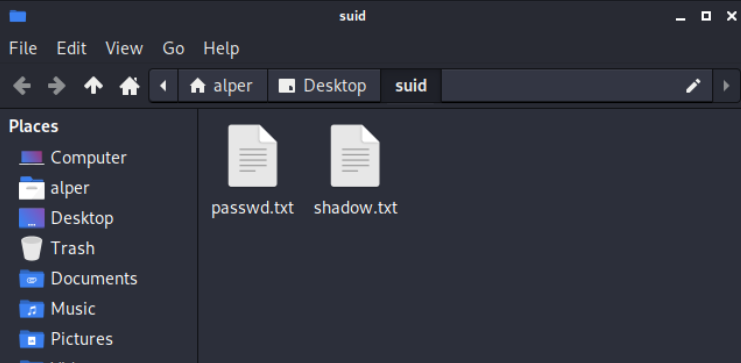 suid
File Edit View Go Help
alper Desktop suid
Places
Computer
alper
Desktop
Trash
Documents
Music
Pictures
passwd.txt shadow.txt